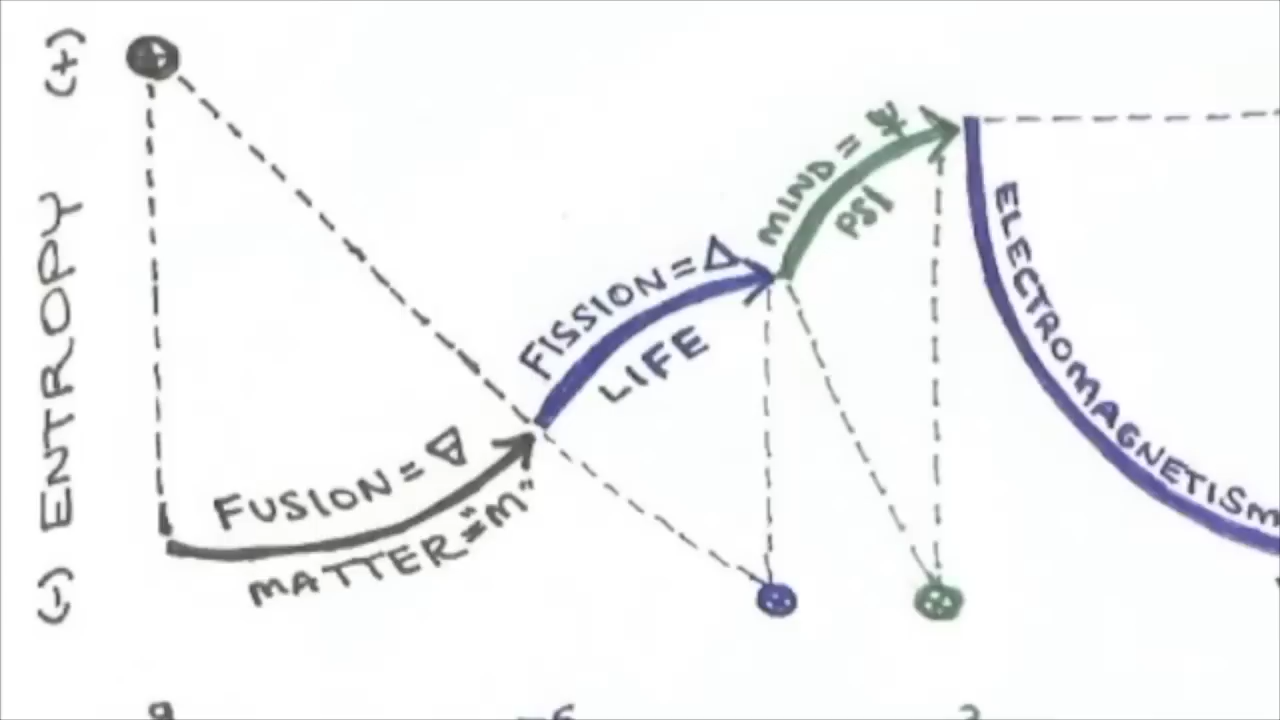 (+)
ENTROPY
(-)
FUSION = ∇
MATTER = "M"
FISSION = Δ
LIFE
MIND = Ψ
PSI
ELECTROMAGNETISM